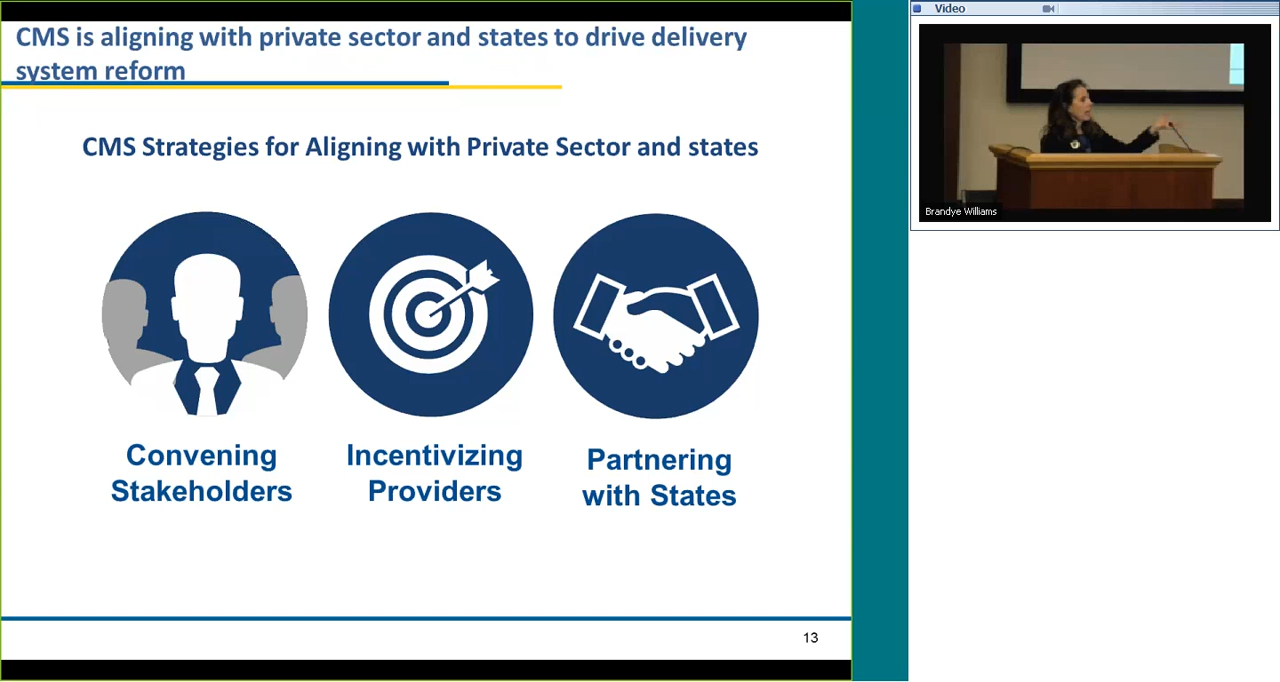 CMS is aligning with private sector and states to drive delivery
system reform
CMS Strategies for Aligning with Private Sector and states
Convening
Stakeholders
Incentivizing
Providers
Partnering
with States
13
Video
Brandye Williams